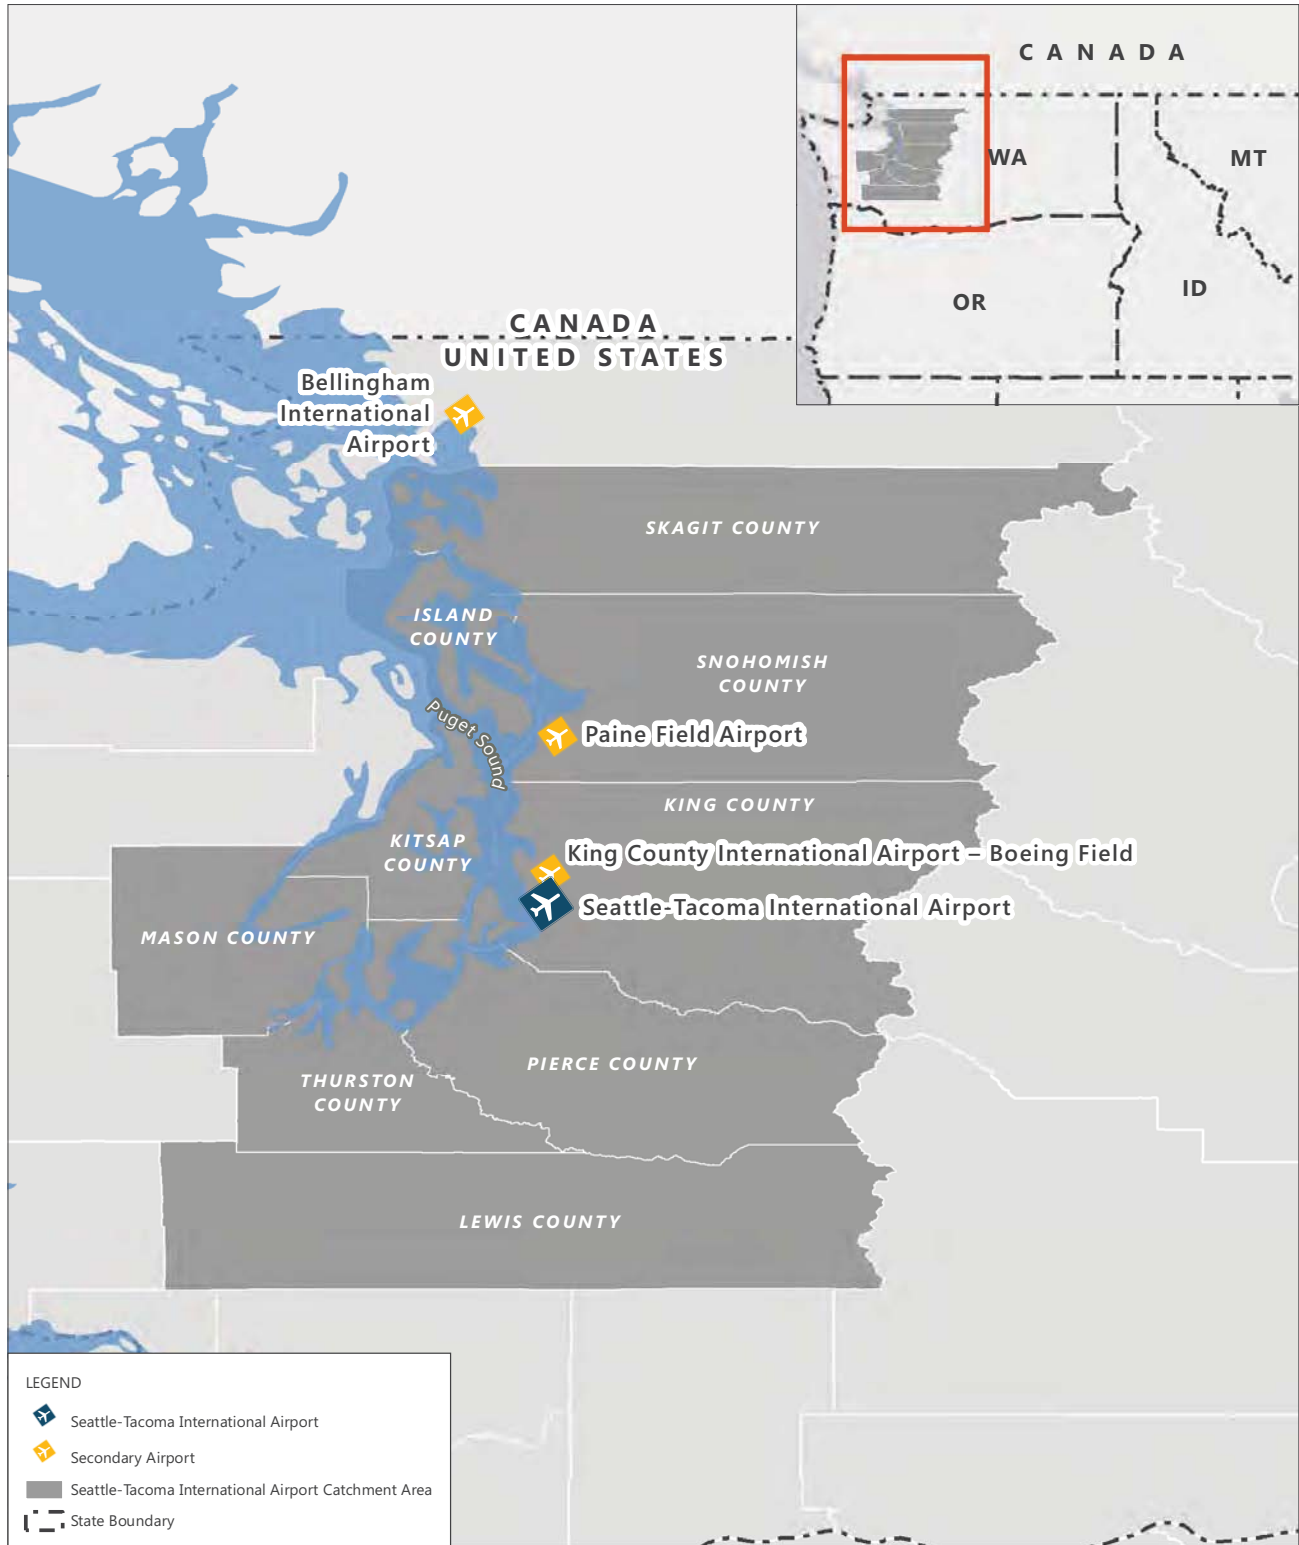 CANADA
WA
MT
OR
ID
CANADA
UNITED STATES
Bellingham
International
Airport
SKAGIT COUNTY
ISLAND
COUNTY
SNOHOMISH
COUNTY
Puget Sound
Paine Field Airport
KING COUNTY
KITSAP
COUNTY
King County International Airport – Boeing Field
Seattle-Tacoma International Airport
MASON COUNTY
PIERCE COUNTY
THURSTON
COUNTY
LEWIS COUNTY
LEGEND
Seattle-Tacoma International Airport
Secondary Airport
Seattle-Tacoma International Airport Catchment Area
State Boundary